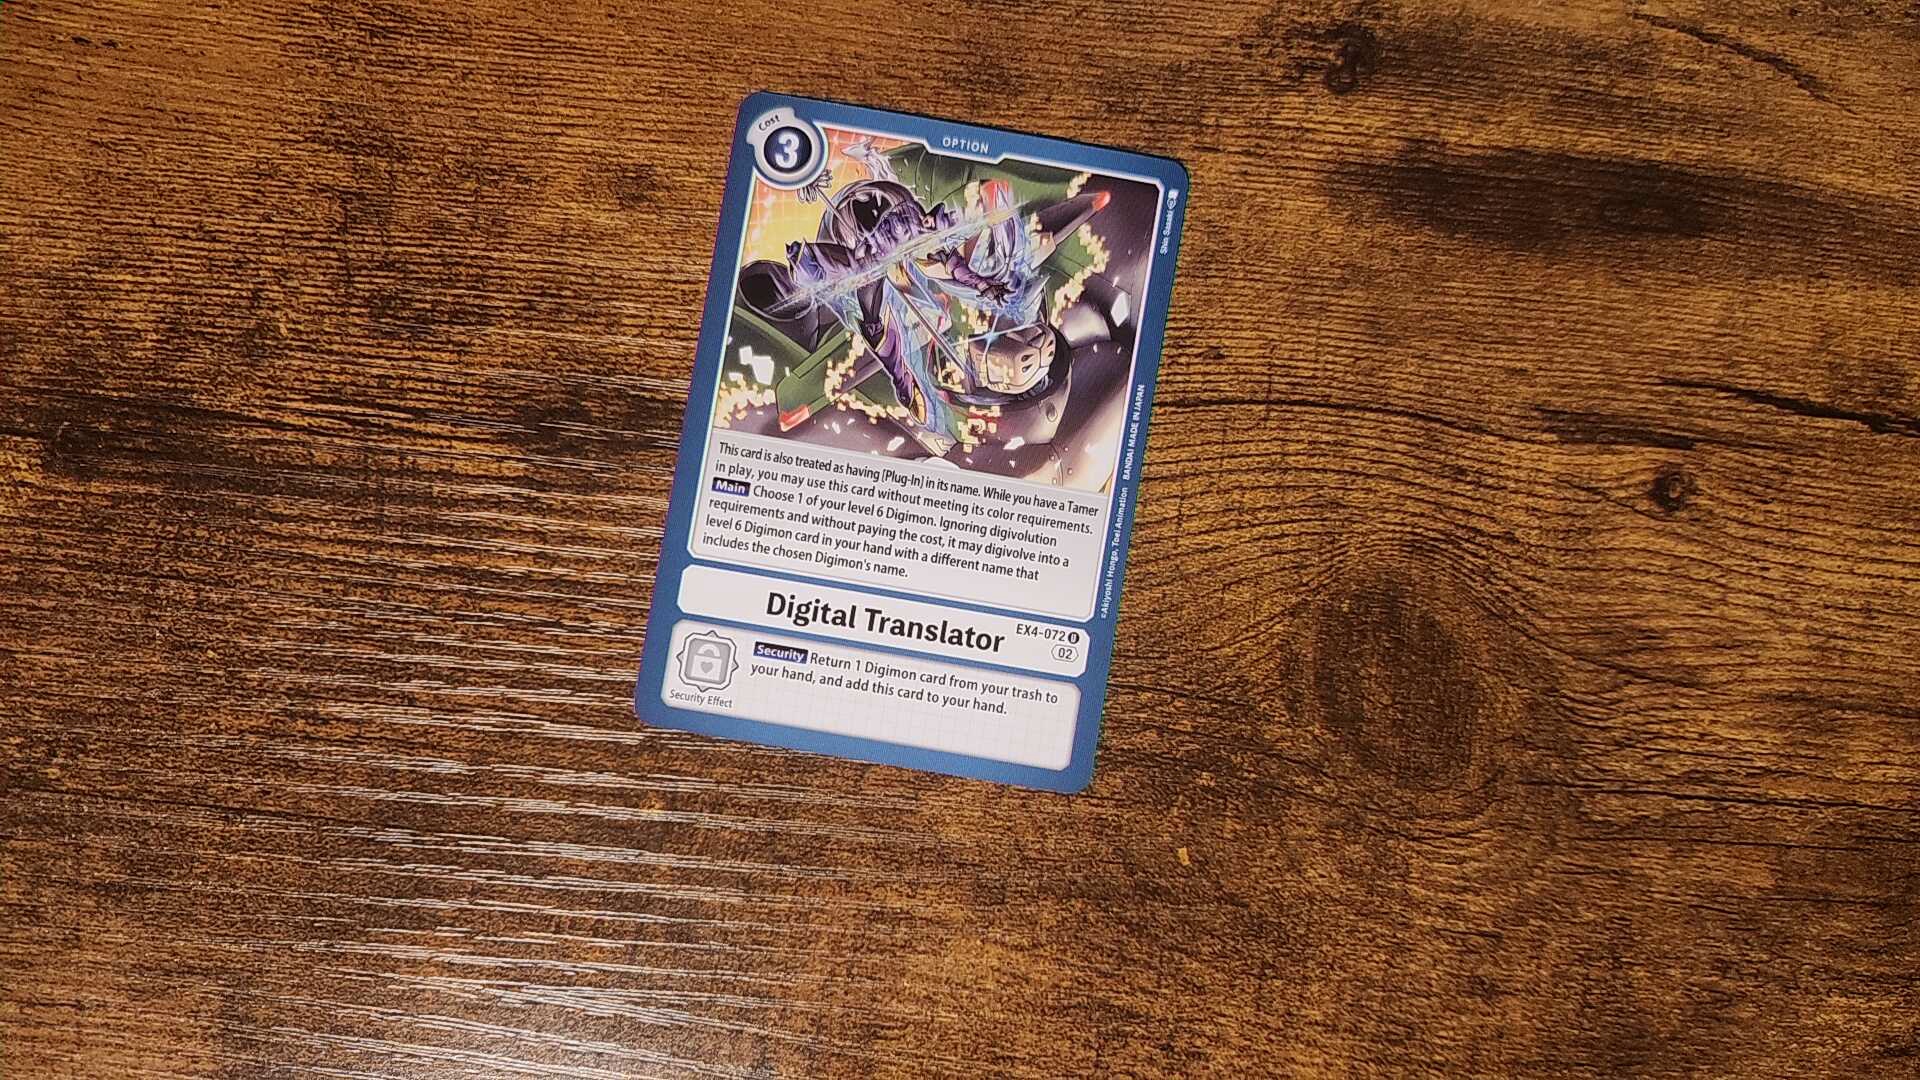 Cost
3
OPTION
Shin Sasaki
This card is also treated as having [Plug-In] in its name. While you have a Tamer
in play, you may use this card without meeting its color requirements.
Main Choose 1 of your level 6 Digimon. Ignoring digivolution
requirements and without paying the cost, it may digivolve into a
level 6 Digimon card in your hand with a different name that
includes the chosen Digimon's name.
©Akiyoshi Hongo, Toei Animation BANDAI MADE IN JAPAN
Digital Translator
EX4-072 U
02
Security Return 1 Digimon card from your trash to
your hand, and add this card to your hand.
Security Effect